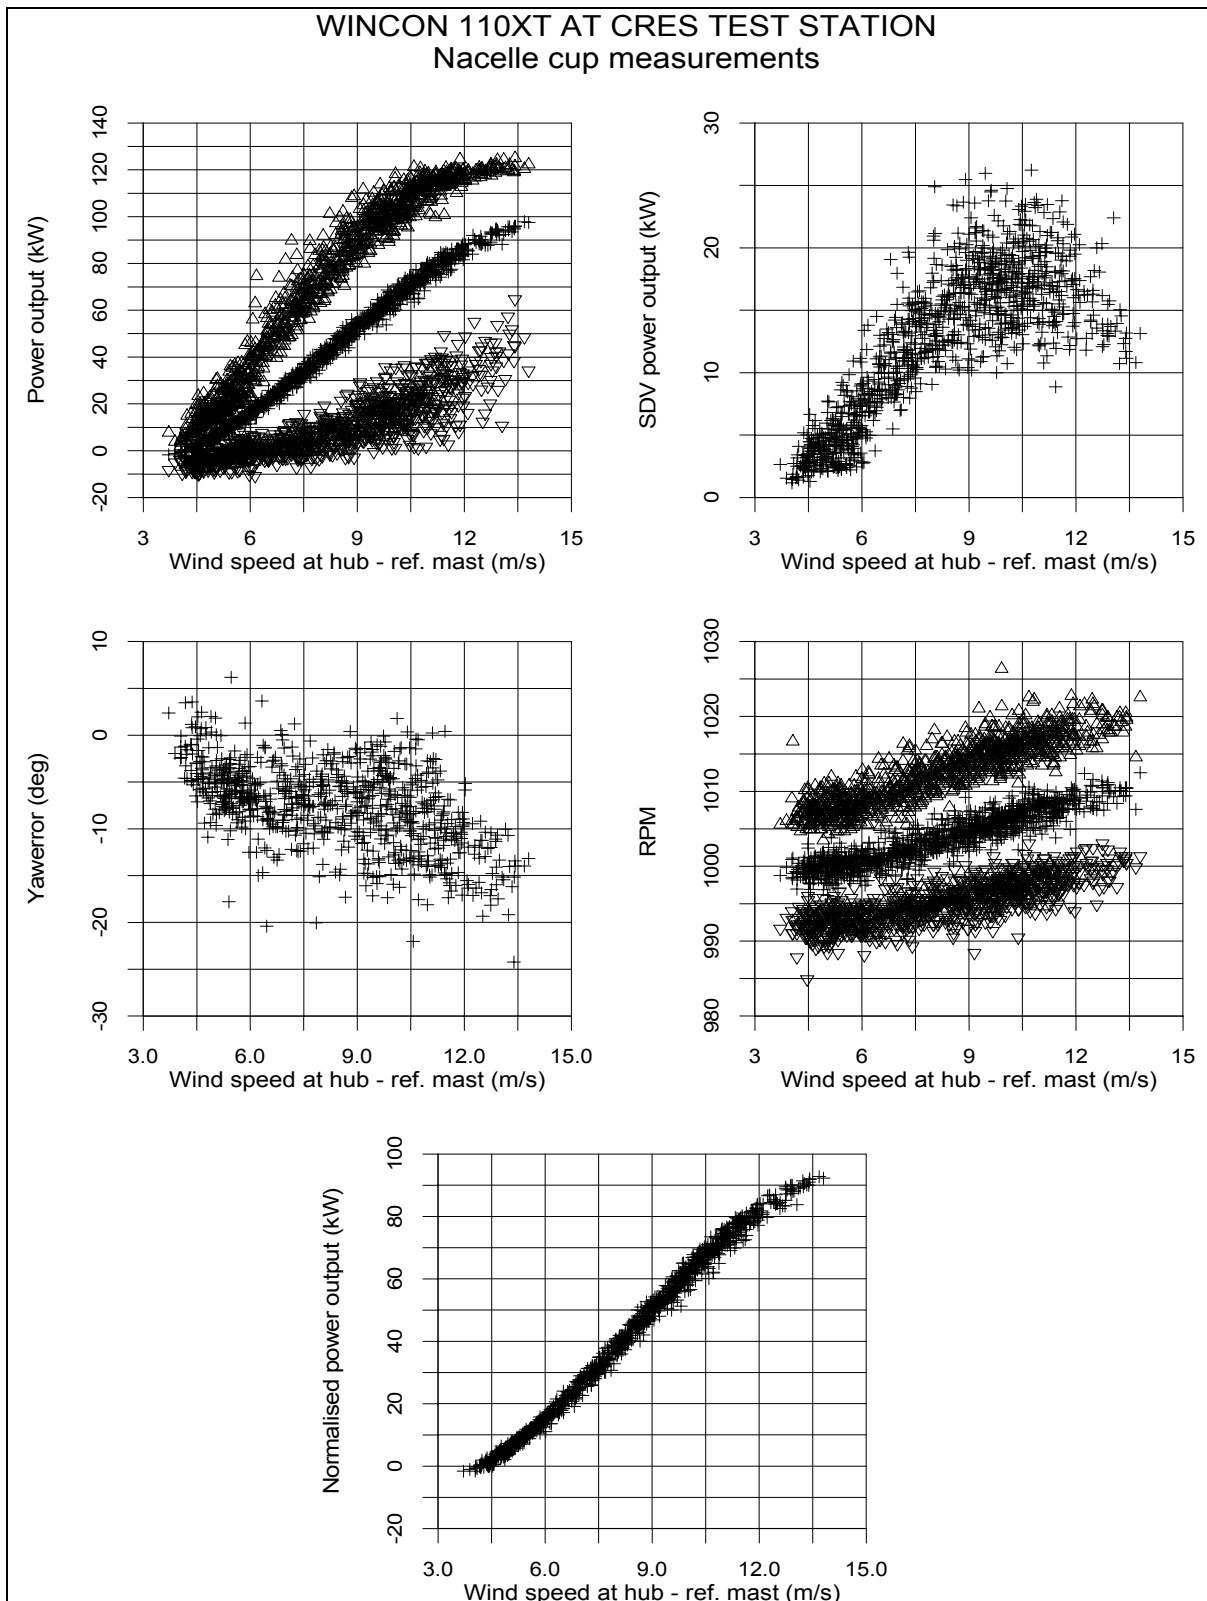 WINCON 110XT AT CRES TEST STATION
Nacelle cup measurements
Power output (kW)
140
120
100
80
60
40
20
0
-20
3 6 9 12 15
Wind speed at hub - ref. mast (m/s)
SDV power output (kW)
30
20
10
0
3 6 9 12 15
Wind speed at hub - ref. mast (m/s)
Yawerror (deg)
10
0
-10
-20
-30
3.0 6.0 9.0 12.0 15.0
Wind speed at hub - ref. mast (m/s)
RPM
1030
1020
1010
1000
990
980
3 6 9 12 15
Wind speed at hub - ref. mast (m/s)
Normalised power output (kW)
100
80
60
40
20
0
-20
3.0 6.0 9.0 12.0 15.0
Wind speed at hub - ref. mast (m/s)